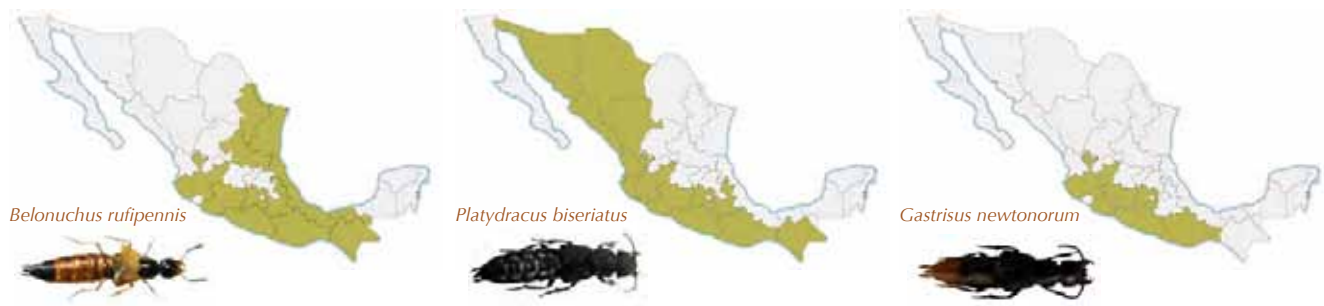 Belonuchus rufipennis
Platydracus biseriatus
Gastrisus newtonorum